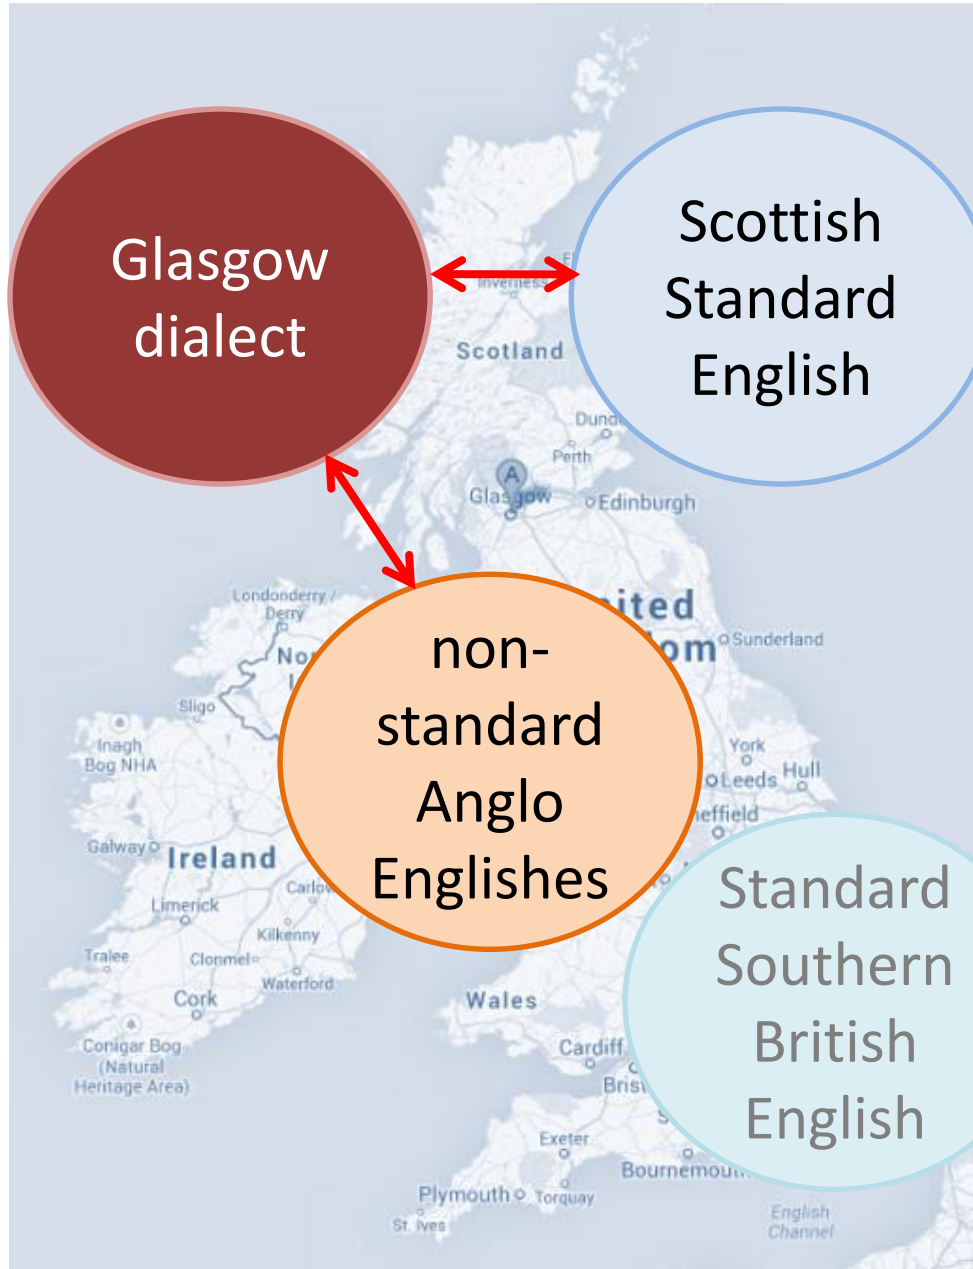 Glasgow
dialect
Scottish
Standard
English
Inverness
Scotland
Perth
A
Glasgow
Edinburgh
Londonderry /
Derry
non-
standard
Anglo
Englishes
Sunderland
Sligo
Inagh
Bog NHA
York
Leeds
Hull
Galway
Ireland
Limerick
Kilkenny
Tralee
Clonmel
Waterford
Cork
Wales
Standard
Southern
British
English
Conigar Bog
(Natural
Heritage Area)
Cardiff
Exeter
Plymouth
Torquay
St. Ives
English
Channel